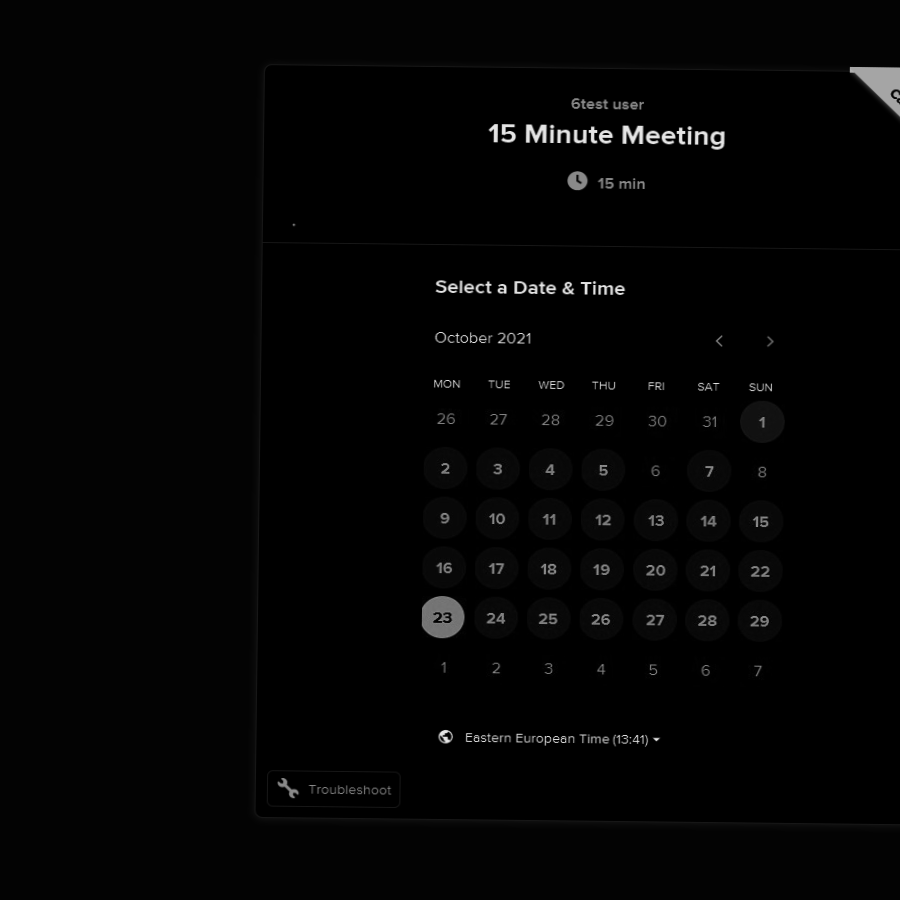 6test user
15 Minute Meeting
15 min
Select a Date & Time
October 2021
MON TUE WED THU FRI SAT SUN
26 27 28 29 30 31 1
2 3 4 5 6 7 8
9 10 11 12 13 14 15
16 17 18 19 20 21 22
23 24 25 26 27 28 29
1 2 3 4 5 6 7
Eastern European Time (13:41)
Troubleshoot